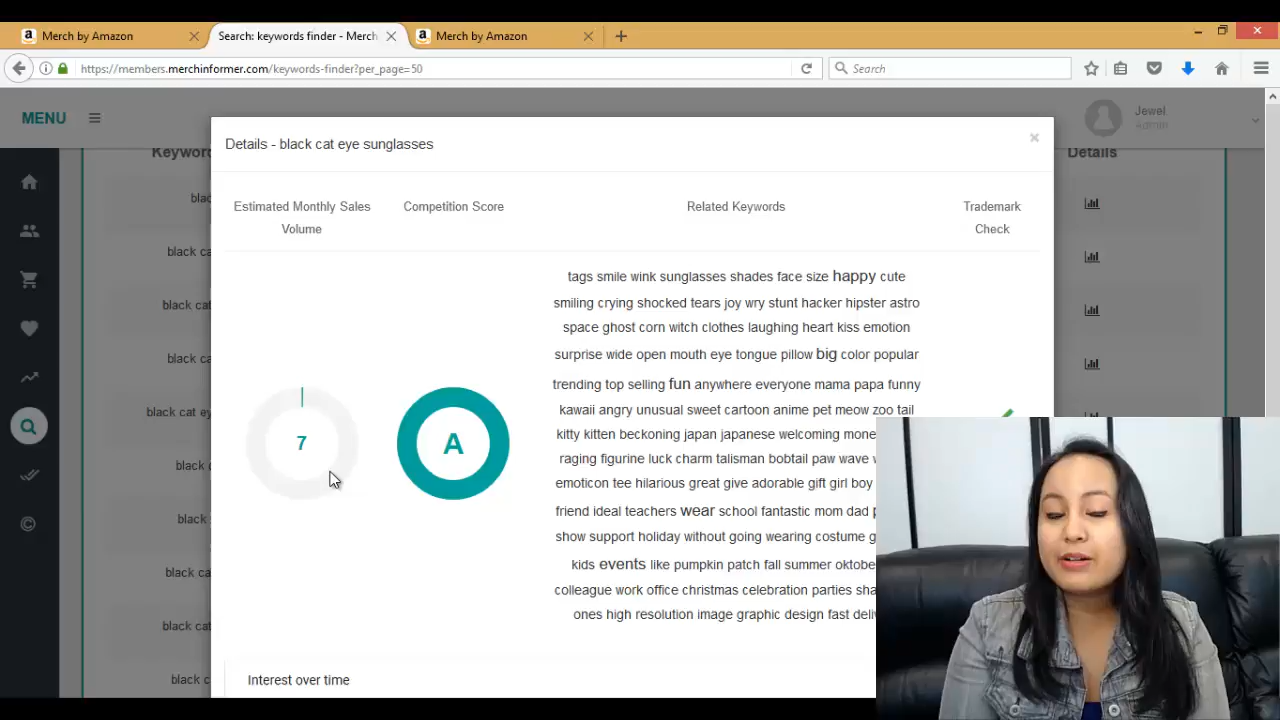 Merch by Amazon
Search: keywords finder - Merch
Merch by Amazon
https://members.merchinformer.com/keywords-finder?per_page=50
Search
MENU
Jewel
Admin
Details - black cat eye sunglasses
Keywor
Details
Estimated Monthly Sales
Volume
Competition Score
Related Keywords
Trademark
Check
blac
black ca
black ca
black ca
black cat ey
black
black
black ca
black cat
black c
tags smile wink sunglasses shades face size happy cute
smiling crying shocked tears joy wry stunt hacker hipster astro
space ghost corn witch clothes laughing heart kiss emotion
surprise wide open mouth eye tongue pillow big color popular
trending top selling fun anywhere everyone mama papa funny
kawaii angry unusual sweet cartoon anime pet meow zoo tail
kitty kitten beckoning japan japanese welcoming mone
raging figurine luck charm talisman bobtail paw wave w
emoticon tee hilarious great give adorable gift girl boy
friend ideal teachers wear school fantastic mom dad p
show support holiday without going wearing costume g
kids events like pumpkin patch fall summer oktobe
colleague work office christmas celebration parties sha
ones high resolution image graphic design fast deli
7
A
Interest over time